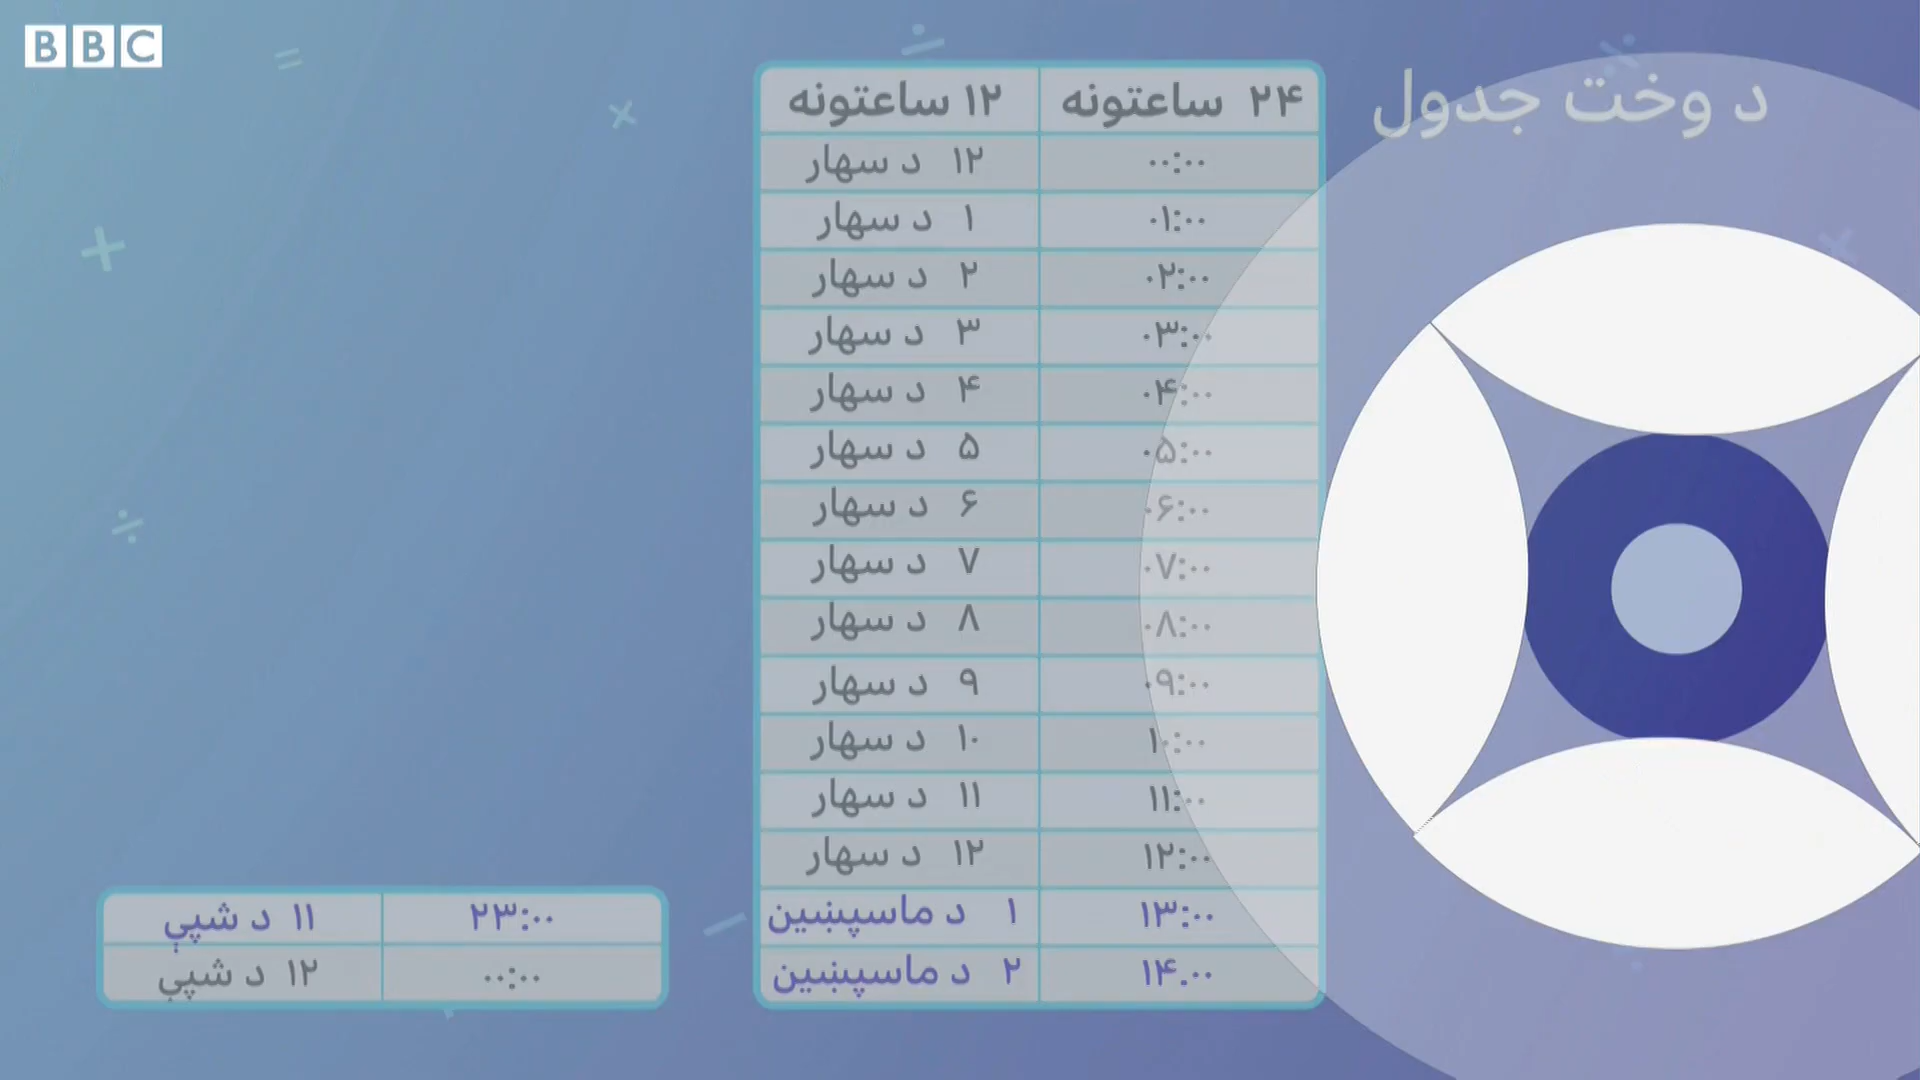 BBC
د وخت جدول
۲۴ ساعتونه ۱۲ ساعتونه
۰۰:۰۰ ۱۲ د سهار
۰۱:۰۰ ۱ د سهار
۰۲:۰۰ ۲ د سهار
۰۳:۰۰ ۳ د سهار
۰۴:۰۰ ۴ د سهار
۰۵:۰۰ ۵ د سهار
۰۶:۰۰ ۶ د سهار
۰۷:۰۰ ۷ د سهار
۰۸:۰۰ ۸ د سهار
۰۹:۰۰ ۹ د سهار
۱۰:۰۰ ۱۰ د سهار
۱۱:۰۰ ۱۱ د سهار
۱۲:۰۰ ۱۲ د سهار
۱۳:۰۰ ۱ د ماسپښین
۱۴.۰۰ ۲ د ماسپښین
۲۳:۰۰ ۱۱ د شپې
۰۰:۰۰ ۱۲ د شپې